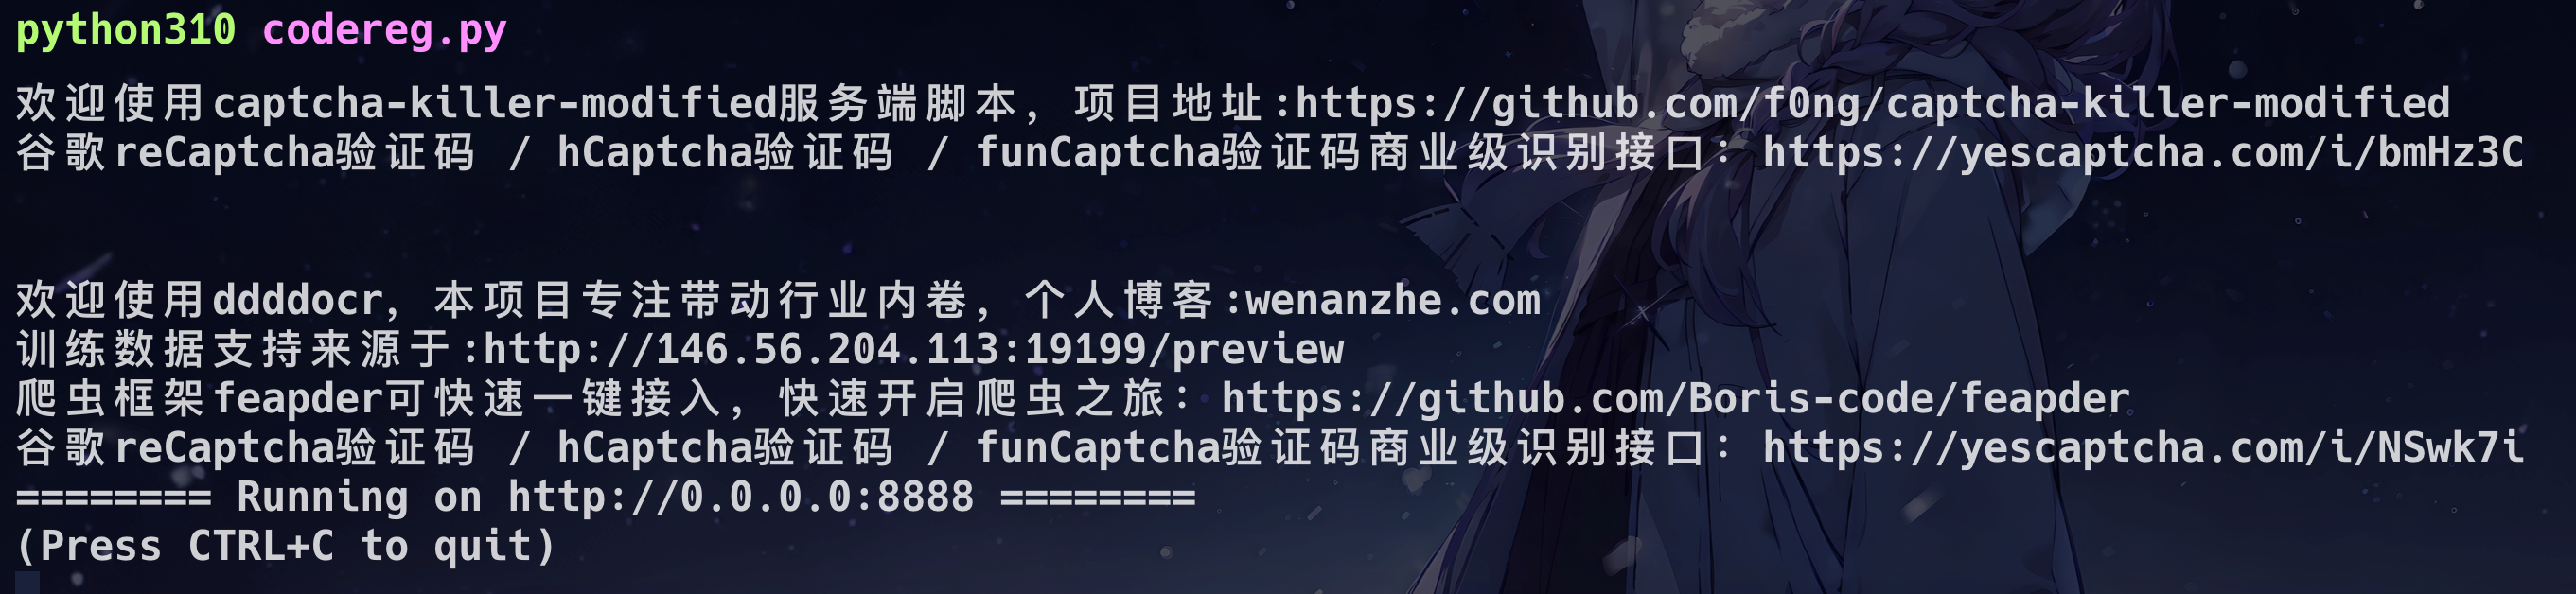 python310 codereg.py
欢迎使用captcha-killer-modified服务端脚本，项目地址:https://github.com/f0ng/captcha-killer-modified
谷歌reCaptcha验证码 / hCaptcha验证码 / funCaptcha验证码商业级识别接口：https://yescaptcha.com/i/bmHz3C
欢迎使用ddddocr，本项目专注带动行业内卷，个人博客:wenanzhe.com
训练数据支持来源于:http://146.56.204.113:19199/preview
爬虫框架feapder可快速一键接入，快速开启爬虫之旅：https://github.com/Boris-code/feapder
谷歌reCaptcha验证码 / hCaptcha验证码 / funCaptcha验证码商业级识别接口：https://yescaptcha.com/i/NSwk7i
======== Running on http://0.0.0.0:8888 ========
(Press CTRL+C to quit)